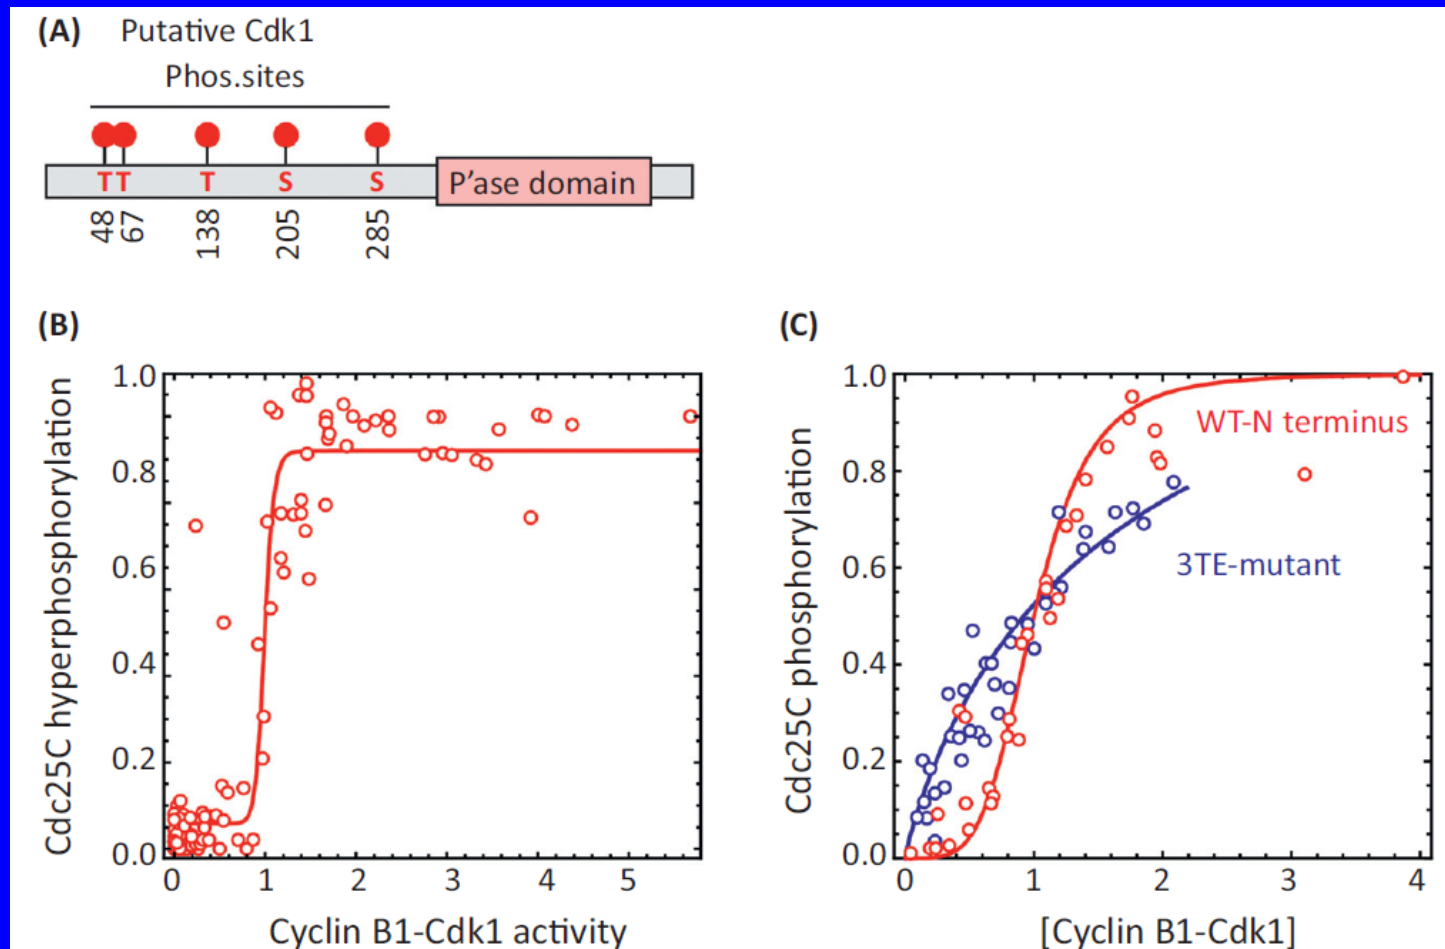 (A) Putative Cdk1
Phos.sites
T T T S S P'ase domain
48 67 138 205 285
(B)
1.0
0.8
0.6
0.4
0.2
0.0
Cdc25C hyperphosphorylation
0 1 2 3 4 5
Cyclin B1-Cdk1 activity
(C)
1.0
0.8
0.6
0.4
0.2
0.0
Cdc25C phosphorylation
WT-N terminus
3TE-mutant
0 1 2 3 4
[Cyclin B1-Cdk1]